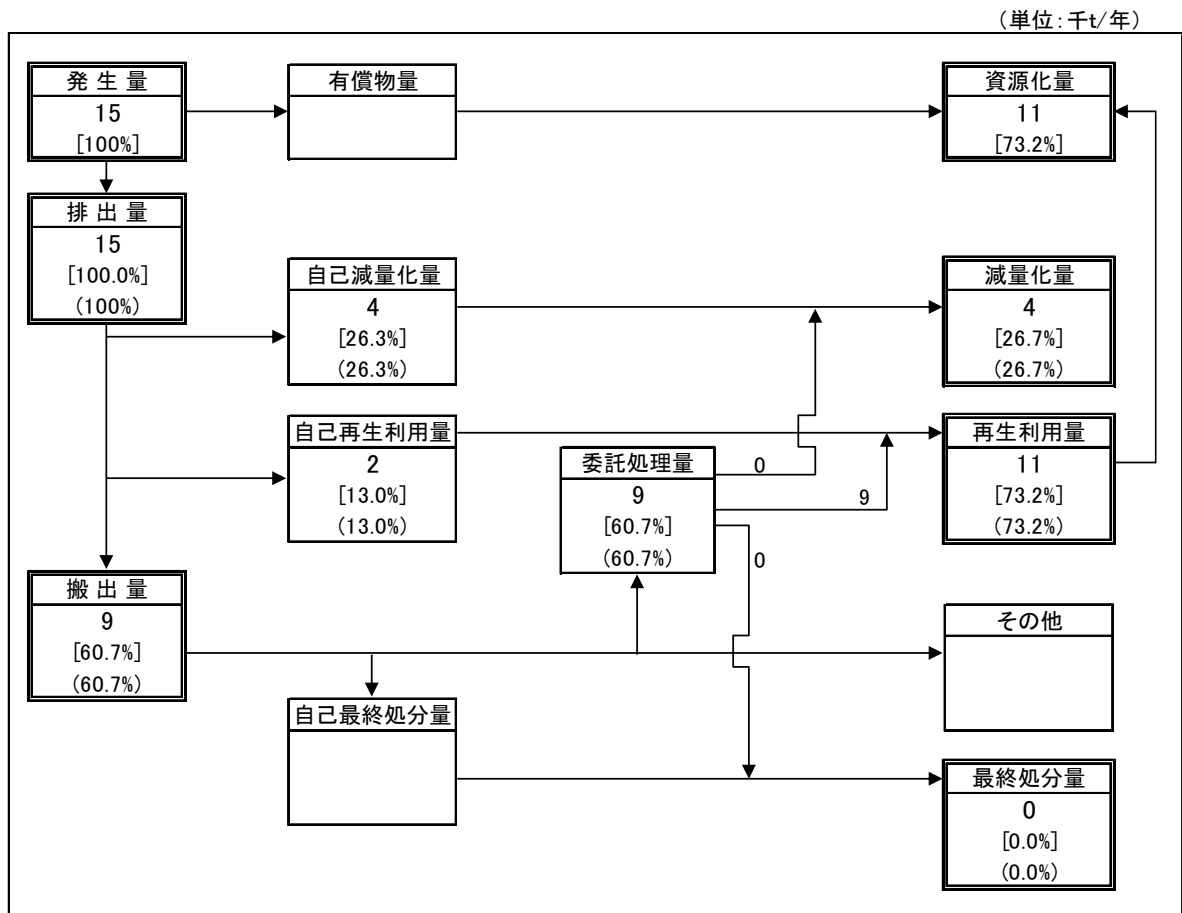 （単位：千t/年）
発 生 量
15
[100%]
有償物量
資源化量
11
[73.2%]
排 出 量
15
[100.0%]
(100%)
自己減量化量
4
[26.3%]
(26.3%)
減量化量
4
[26.7%]
(26.7%)
自己再生利用量
2
[13.0%]
(13.0%)
委託処理量
9
[60.7%]
(60.7%)
0
9
0
再生利用量
11
[73.2%]
(73.2%)
搬 出 量
9
[60.7%]
(60.7%)
その他
自己最終処分量
最終処分量
0
[0.0%]
(0.0%)